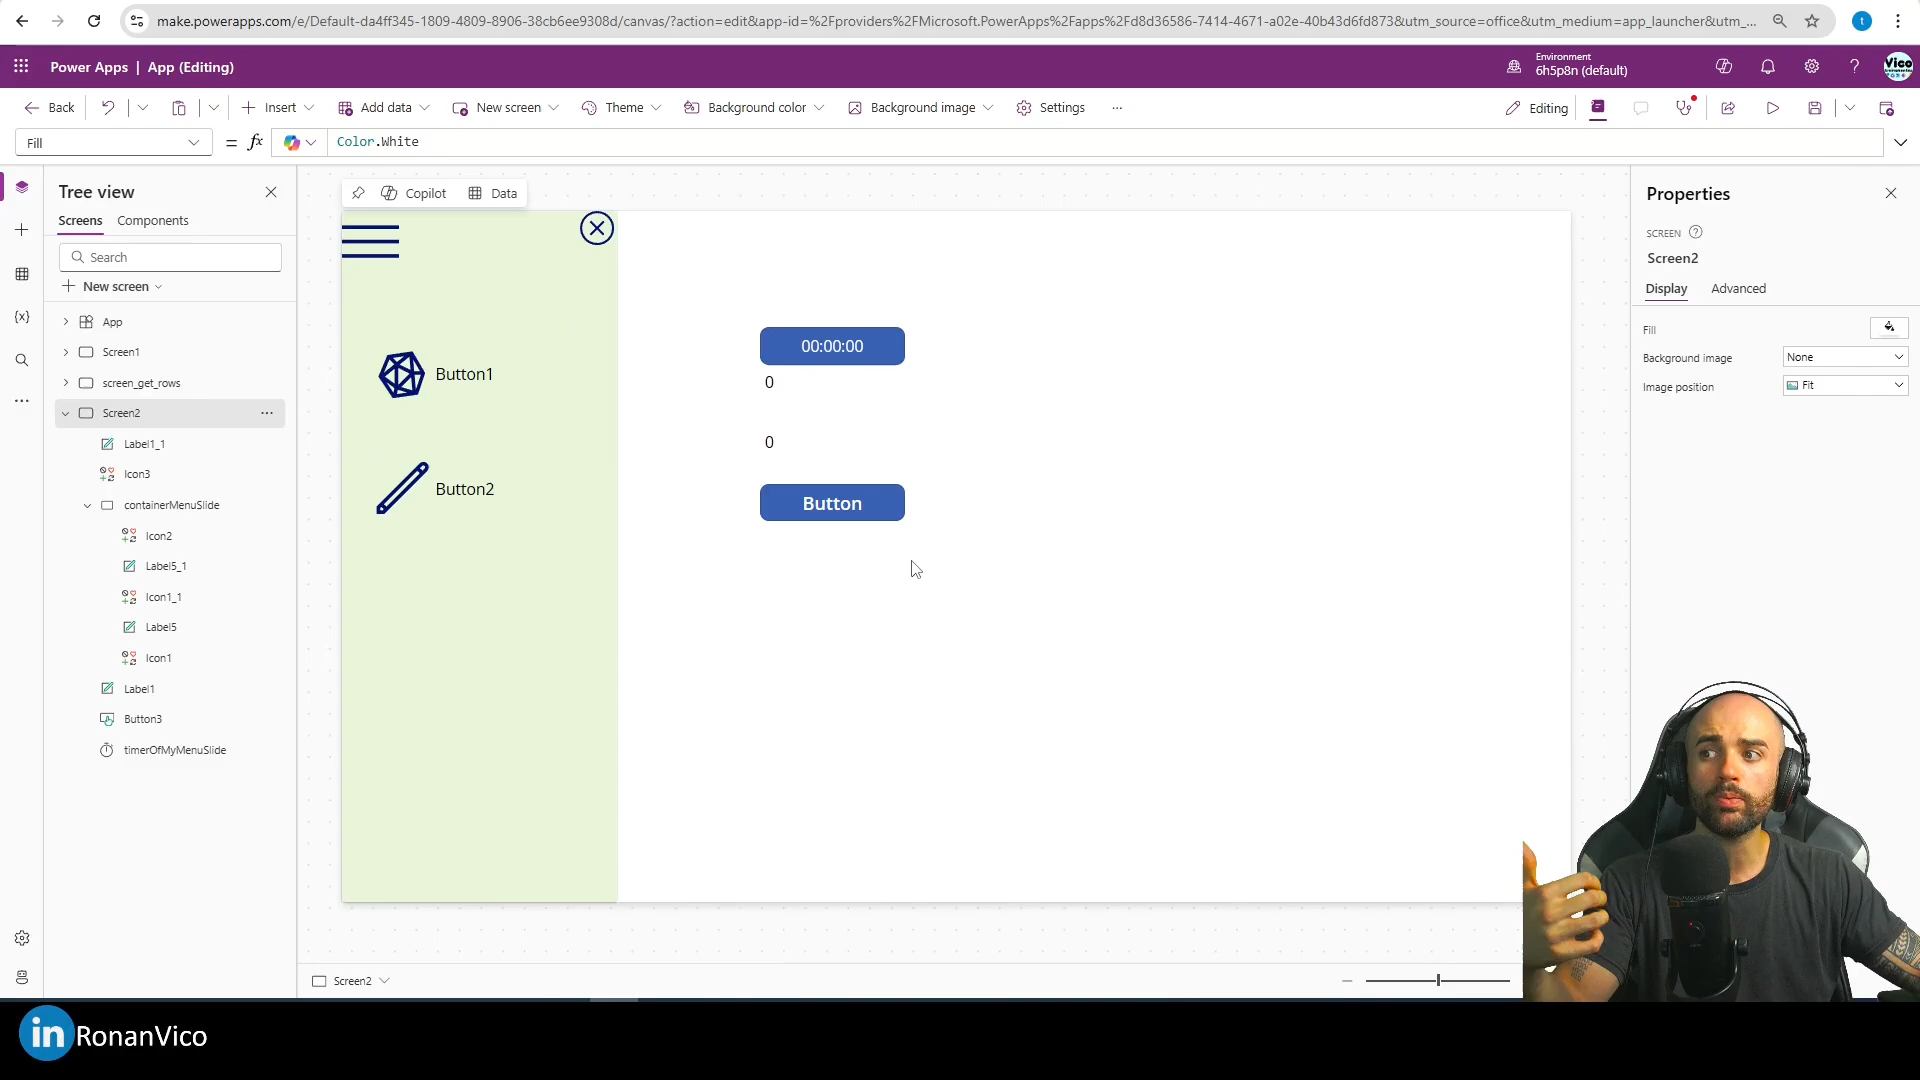 make.powerapps.com/e/Default-da4ff345-1809-4809-8906-38cb6ee9308d/canvas/?action=edit&app-id=%2Fproviders%2FMicrosoft.PowerApps%2Fapps%2Fd8d36586-7414-4671-a02e-40b43d6fd873&utm_source=office&utm_medium=app_launcher&utm_...
t
Power Apps | App (Editing)
Environment
6h5p8n (default)
Vico
Back
Insert
Add data
New screen
Theme
Background color
Background image
Settings
...
Editing
Fill
= fx
Color.White
Tree view
Screens
Components
Search
New screen
App
Screen1
screen_get_rows
Screen2
...
Label1_1
Icon3
containerMenuSlide
Icon2
Label5_1
Icon1_1
Label5
Icon1
Label1
Button3
timerOfMyMenuSlide
Copilot
Data
Button1
Button2
00:00:00
0
0
Button
Screen2
Properties
SCREEN
Screen2
Display
Advanced
Fill
Background image
None
Image position
Fit
in RonanVico